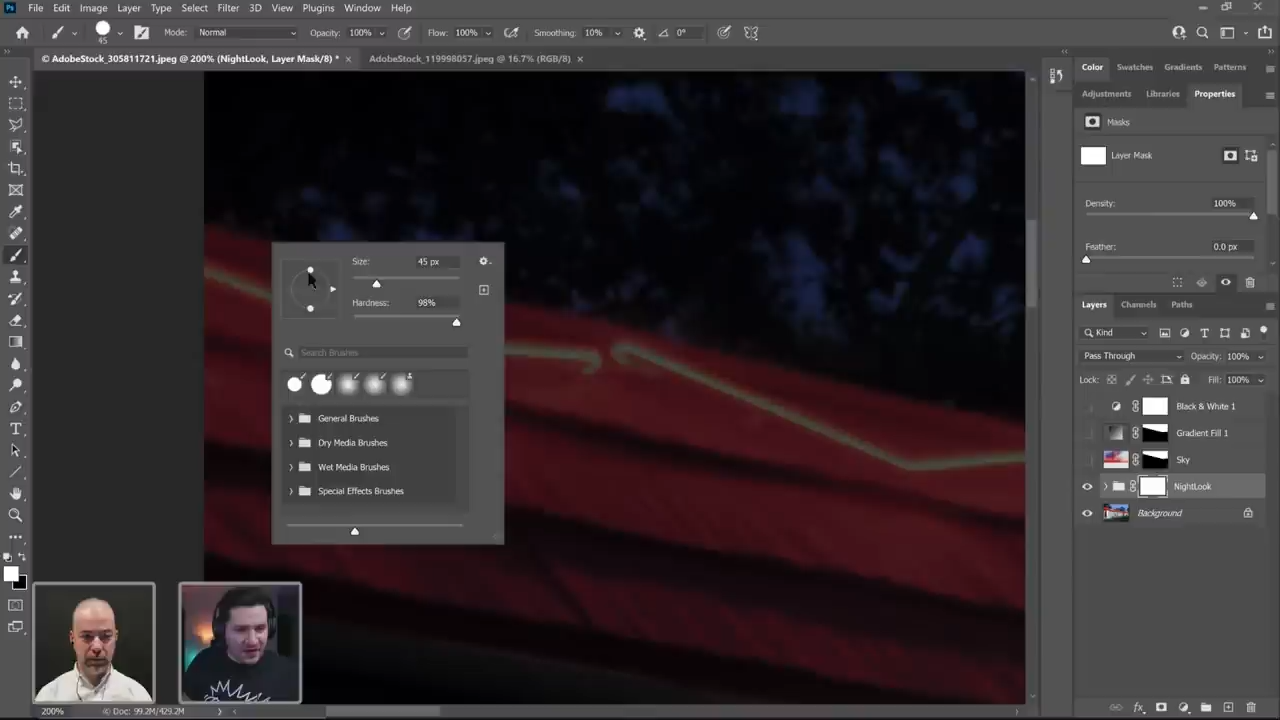 Ps File Edit Image Layer Type Select Filter 3D View Plugins Window Help
45 Mode: Normal Opacity: 100% Flow: 100% Smoothing: 10% 0°
© AdobeStock_305811721.jpeg @ 200% (NightLook, Layer Mask/8) * × AdobeStock_119998057.jpeg @ 16.7% (RGB/8) ×
Color Swatches Gradients Patterns
Adjustments Libraries Properties
Masks
Layer Mask
Density: 100%
Feather: 0.0 px
Size: 45 px
Hardness: 98%
Search Brushes
General Brushes
Dry Media Brushes
Wet Media Brushes
Special Effects Brushes
Layers Channels Paths
Kind
Pass Through Opacity: 100%
Lock: Fill: 100%
Black & White 1
Gradient Fill 1
Sky
NightLook
Background
200% © Doc: 99.2M/429.2M
fx